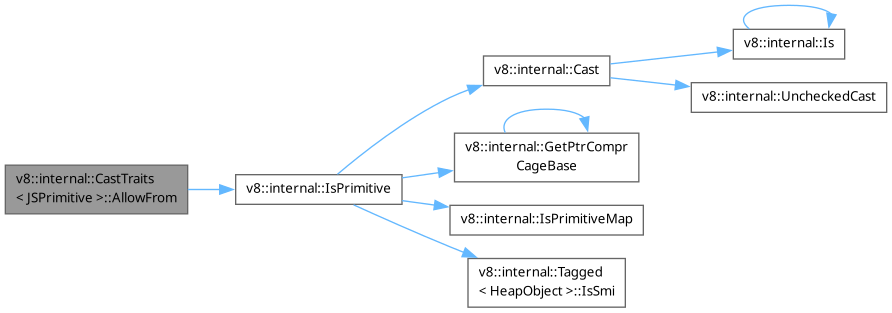 v8::internal::CastTraits
< JSPrimitive >::AllowFrom
v8::internal::IsPrimitive
v8::internal::Cast
v8::internal::Is
v8::internal::UncheckedCast
v8::internal::GetPtrCompr
CageBase
v8::internal::IsPrimitiveMap
v8::internal::Tagged
< HeapObject >::IsSmi